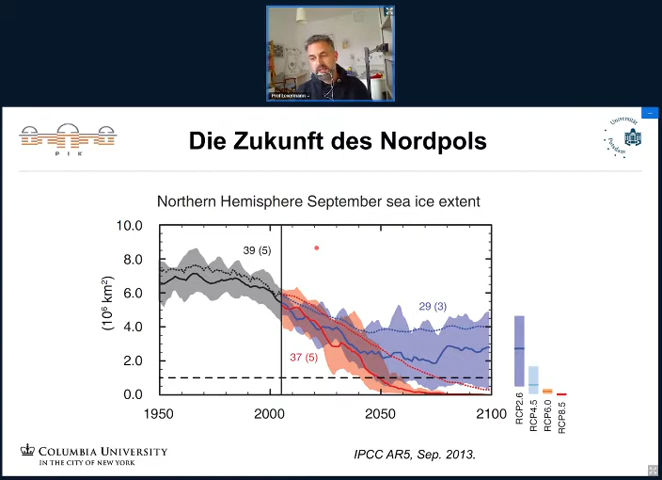 Prof Levermann –
P I K
Die Zukunft des Nordpols
Universität
Potsdam
Northern Hemisphere September sea ice extent
(10⁶ km²)
10.0
8.0
6.0
4.0
2.0
0.0
39 (5)
29 (3)
37 (5)
1950
2000
2050
2100
RCP2.6
RCP4.5
RCP6.0
RCP8.5
COLUMBIA UNIVERSITY
IN THE CITY OF NEW YORK
IPCC AR5, Sep. 2013.